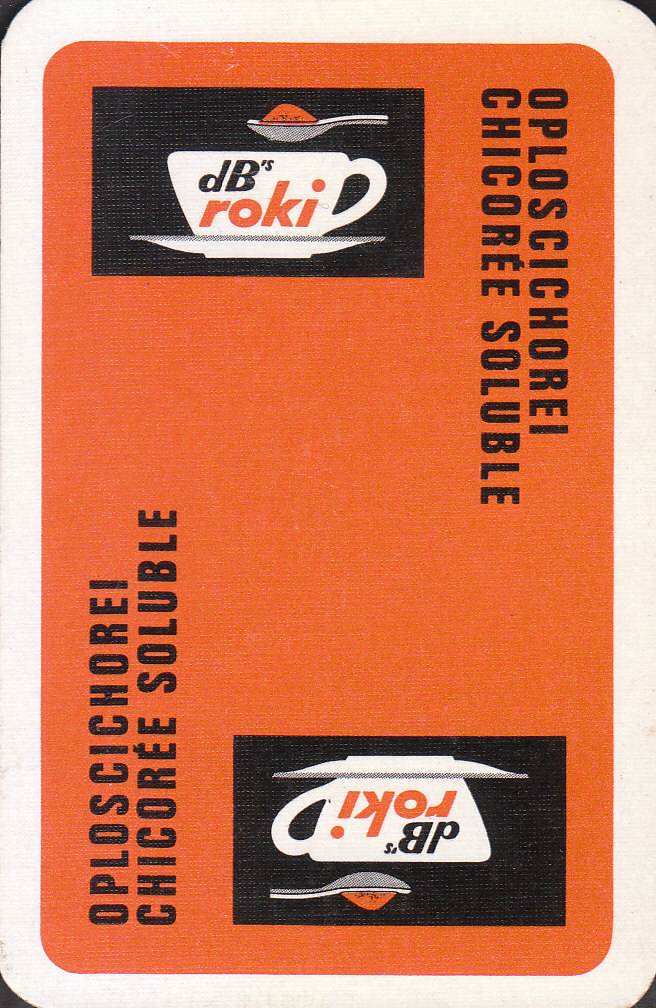 dB's
roki
OPLOSCICHOREI
CHICORÉE SOLUBLE
OPLOSCICHOREI
CHICORÉE SOLUBLE
dB's
roki